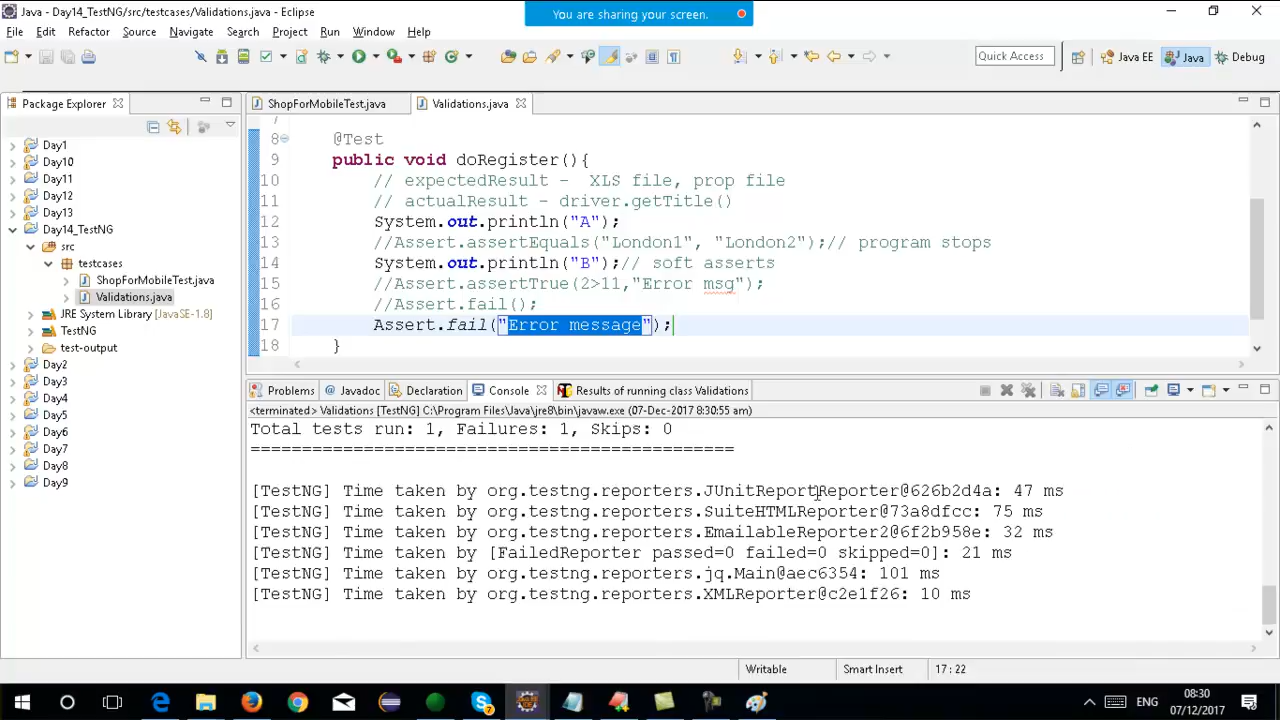 Java - Day14_TestNG/src/testcases/Validations.java - Eclipse
You are sharing your screen.
File Edit Refactor Source Navigate Search Project Run Window Help
Quick Access
Java EE
Java
Debug
Package Explorer
ShopForMobileTest.java
Validations.java
Day1
Day10
Day11
Day12
Day13
Day14_TestNG
src
testcases
ShopForMobileTest.java
Validations.java
JRE System Library [JavaSE-1.8]
TestNG
test-output
Day2
Day3
Day4
Day5
Day6
Day7
Day8
Day9
7
8 @Test
9 public void doRegister(){
10 // expectedResult - XLS file, prop file
11 // actualResult - driver.getTitle()
12 System.out.println("A");
13 //Assert.assertEquals("London1", "London2");// program stops
14 System.out.println("B");// soft asserts
15 //Assert.assertTrue(2>11,"Error msg");
16 //Assert.fail();
17 Assert.fail("Error message");
18 }
Problems Javadoc Declaration Console Results of running class Validations
<terminated> Validations [TestNG] C:\Program Files\Java\jre8\bin\javaw.exe (07-Dec-2017 8:30:55 am)
Total tests run: 1, Failures: 1, Skips: 0
===============================================
[TestNG] Time taken by org.testng.reporters.JUnitReportReporter@626b2d4a: 47 ms
[TestNG] Time taken by org.testng.reporters.SuiteHTMLReporter@73a8dfcc: 75 ms
[TestNG] Time taken by org.testng.reporters.EmailableReporter2@6f2b958e: 32 ms
[TestNG] Time taken by [FailedReporter passed=0 failed=0 skipped=0]: 21 ms
[TestNG] Time taken by org.testng.reporters.jq.Main@aec6354: 101 ms
[TestNG] Time taken by org.testng.reporters.XMLReporter@c2e1f26: 10 ms
Writable
Smart Insert
17 : 22
ENG
08:30
07/12/2017